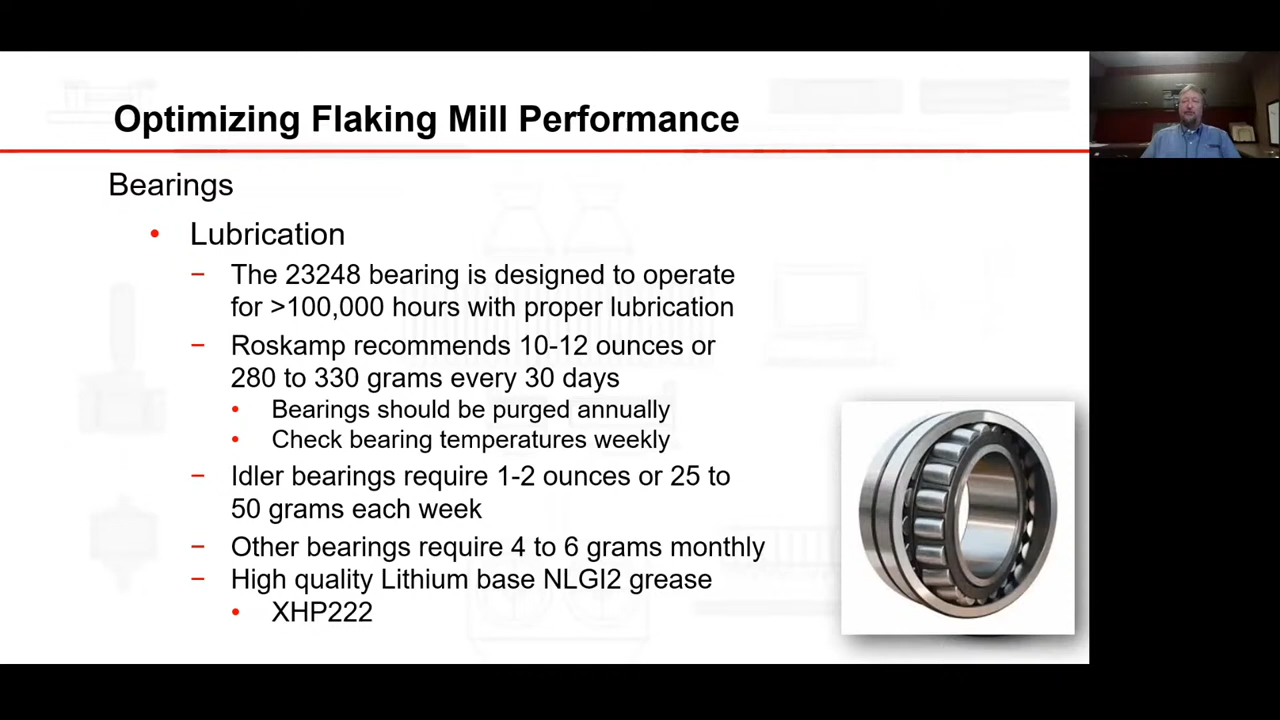 Optimizing Flaking Mill Performance
Bearings
• Lubrication
− The 23248 bearing is designed to operate
for >100,000 hours with proper lubrication
− Roskamp recommends 10-12 ounces or
280 to 330 grams every 30 days
• Bearings should be purged annually
• Check bearing temperatures weekly
− Idler bearings require 1-2 ounces or 25 to
50 grams each week
− Other bearings require 4 to 6 grams monthly
− High quality Lithium base NLGI2 grease
• XHP222